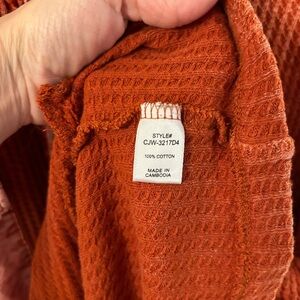 STYLE#
CJW-3217D4
100% COTTON
MADE IN
CAMBODIA